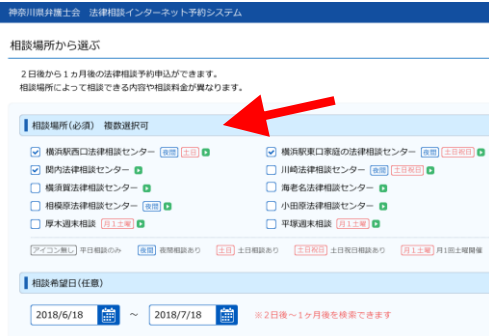 神奈川県弁護士会 法律相談インターネット予約システム
相談場所から選ぶ
2日後から1ヵ月後の法律相談予約申込ができます。
相談場所によって相談できる内容や相談料金が異なります。
相談場所(必須) 複数選択可
横浜駅西口法律相談センター 夜間 土日
横浜駅東口家庭の法律相談センター 夜間 土日祝日
関内法律相談センター
川崎法律相談センター 夜間 土日祝日
横須賀法律相談センター
海老名法律相談センター
相模原法律相談センター 夜間
小田原法律相談センター
厚木週末相談 月1土曜
平塚週末相談 月1土曜
アイコン無し 平日相談のみ 夜間 夜間相談あり 土日 土日相談あり 土日祝日 土日祝日相談あり 月1土曜 月1回土曜開催
相談希望日(任意)
2018/6/18 ～ 2018/7/18 ※2日後～1ヶ月後を検索できます